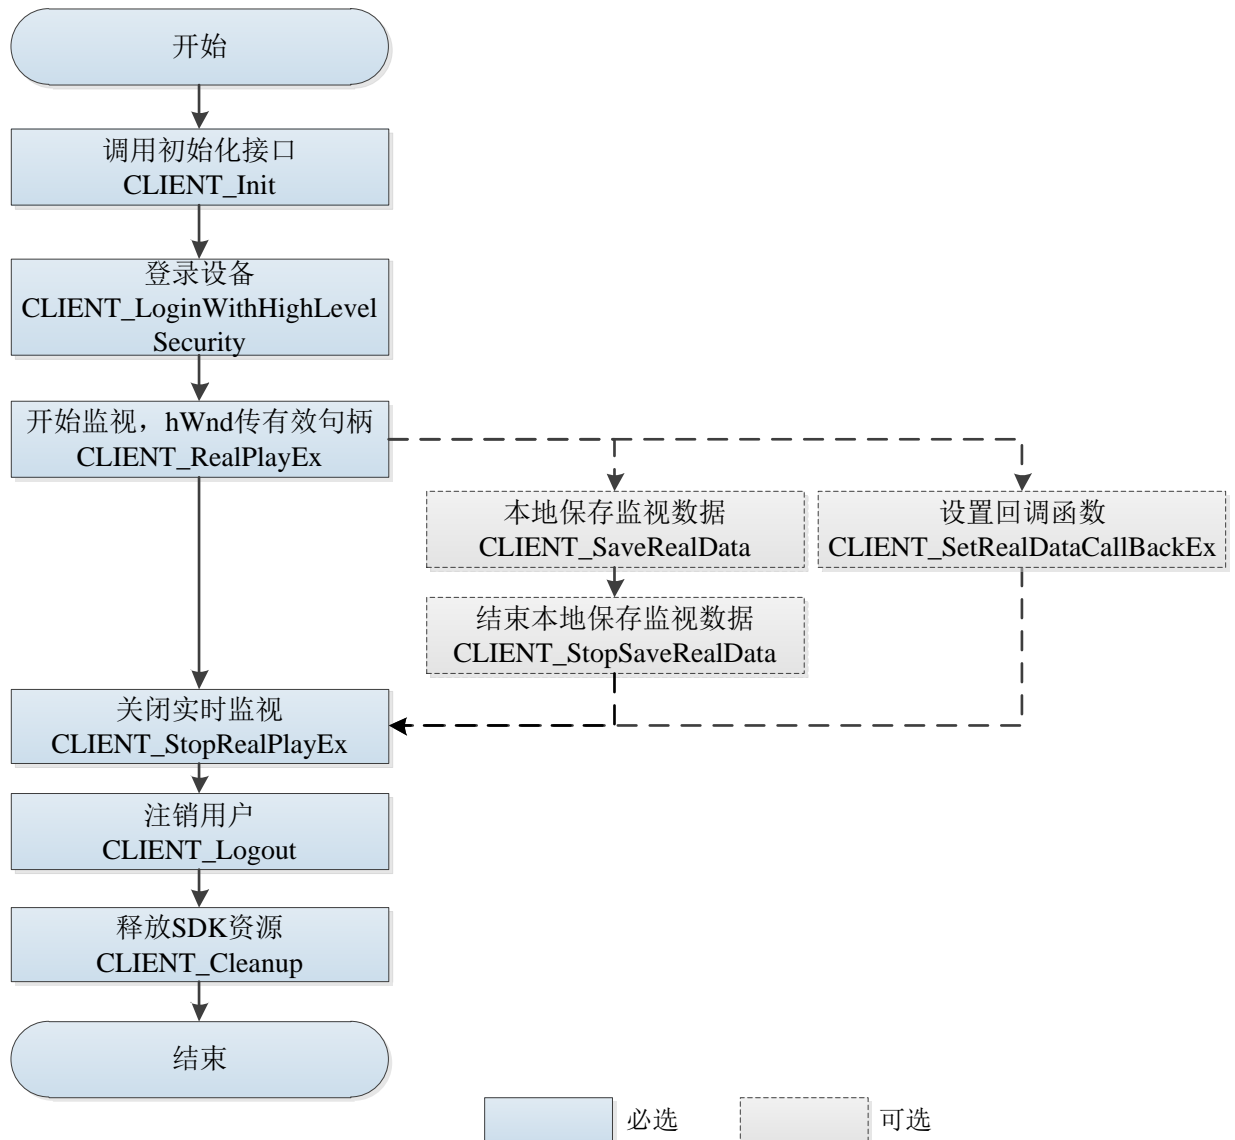 开始
调用初始化接口
CLIENT_Init
登录设备
CLIENT_LoginWithHighLevel
Security
开始监视，hWnd传有效句柄
CLIENT_RealPlayEx
本地保存监视数据
CLIENT_SaveRealData
设置回调函数
CLIENT_SetRealDataCallBackEx
结束本地保存监视数据
CLIENT_StopSaveRealData
关闭实时监视
CLIENT_StopRealPlayEx
注销用户
CLIENT_Logout
释放SDK资源
CLIENT_Cleanup
结束
必选
可选